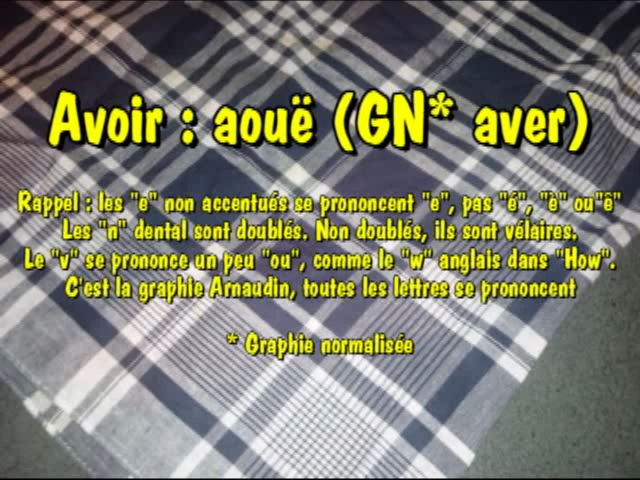 Avoir : aouë (GN* aver)
Rappel : les "e" non accentués se prononcent "e", pas "é", "è" ou"ê"
Les "n" dental sont doublés. Non doublés, ils sont vélaires.
Le "v" se prononce un peu "ou", comme le "w" anglais dans "How".
C'est la graphie Arnaudin, toutes les lettres se prononcent
* Graphie normalisée